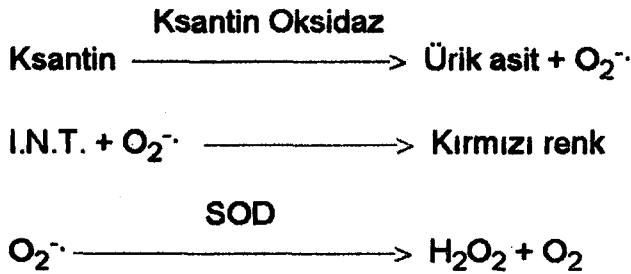 Ksantin Oksidaz
Ksantin ⟶ Ürik asit + O₂⁻·
I.N.T. + O₂⁻· ⟶ Kırmızı renk
SOD
O₂⁻· ⟶ H₂O₂ + O₂